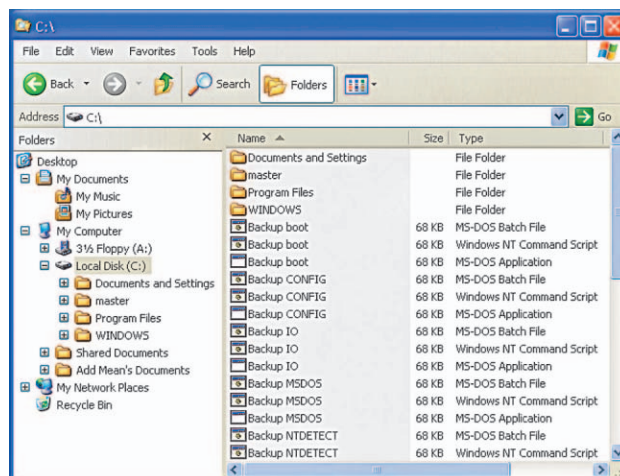 C:\
File Edit View Favorites Tools Help
Back Search Folders
Address C:\ Go
Folders X
Desktop
My Documents
My Music
My Pictures
My Computer
3½ Floppy (A:)
Local Disk (C:)
Documents and Settings
master
Program Files
WINDOWS
Shared Documents
Add Mean's Documents
My Network Places
Recycle Bin
Name Size Type
Documents and Settings File Folder
master File Folder
Program Files File Folder
WINDOWS File Folder
Backup boot 68 KB MS-DOS Batch File
Backup boot 68 KB Windows NT Command Script
Backup boot 68 KB MS-DOS Application
Backup CONFIG 68 KB MS-DOS Batch File
Backup CONFIG 68 KB Windows NT Command Script
Backup CONFIG 68 KB MS-DOS Application
Backup IO 68 KB MS-DOS Batch File
Backup IO 68 KB Windows NT Command Script
Backup IO 68 KB MS-DOS Application
Backup MSDOS 68 KB MS-DOS Batch File
Backup MSDOS 68 KB Windows NT Command Script
Backup MSDOS 68 KB MS-DOS Application
Backup NTDETECT 68 KB MS-DOS Batch File
Backup NTDETECT 68 KB Windows NT Command Script